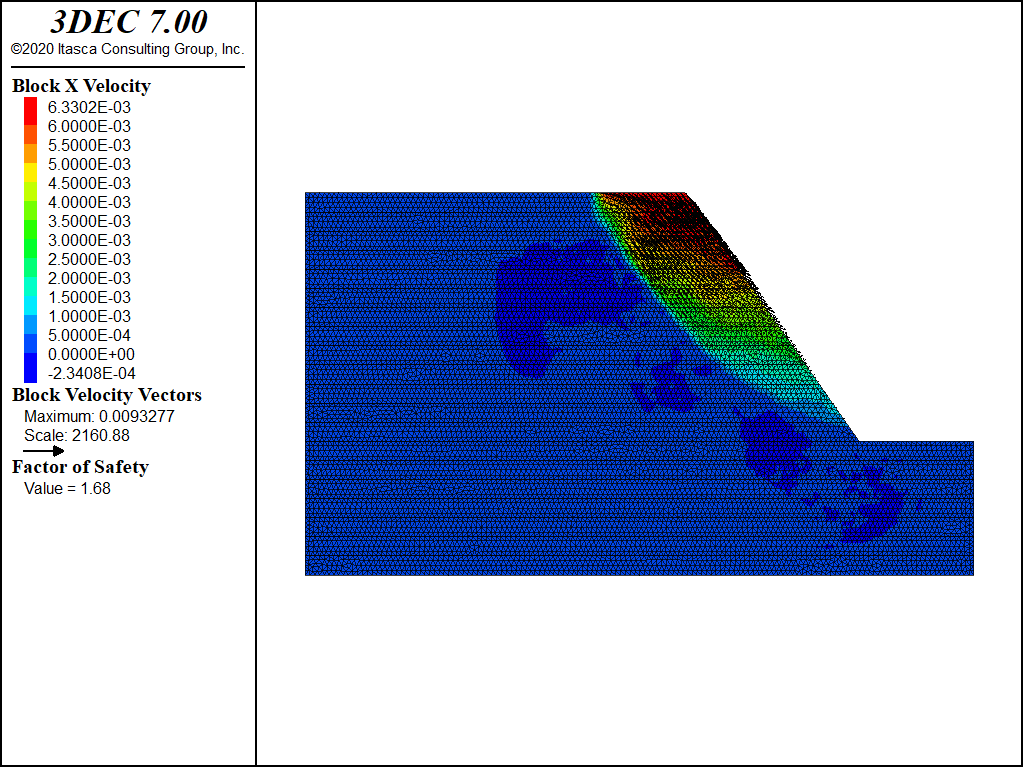 3DEC 7.00
©2020 Itasca Consulting Group, Inc.
Block X Velocity
6.3302E-03
6.0000E-03
5.5000E-03
5.0000E-03
4.5000E-03
4.0000E-03
3.5000E-03
3.0000E-03
2.5000E-03
2.0000E-03
1.5000E-03
1.0000E-03
5.0000E-04
0.0000E+00
-2.3408E-04
Block Velocity Vectors
Maximum: 0.0093277
Scale: 2160.88
Factor of Safety
Value = 1.68